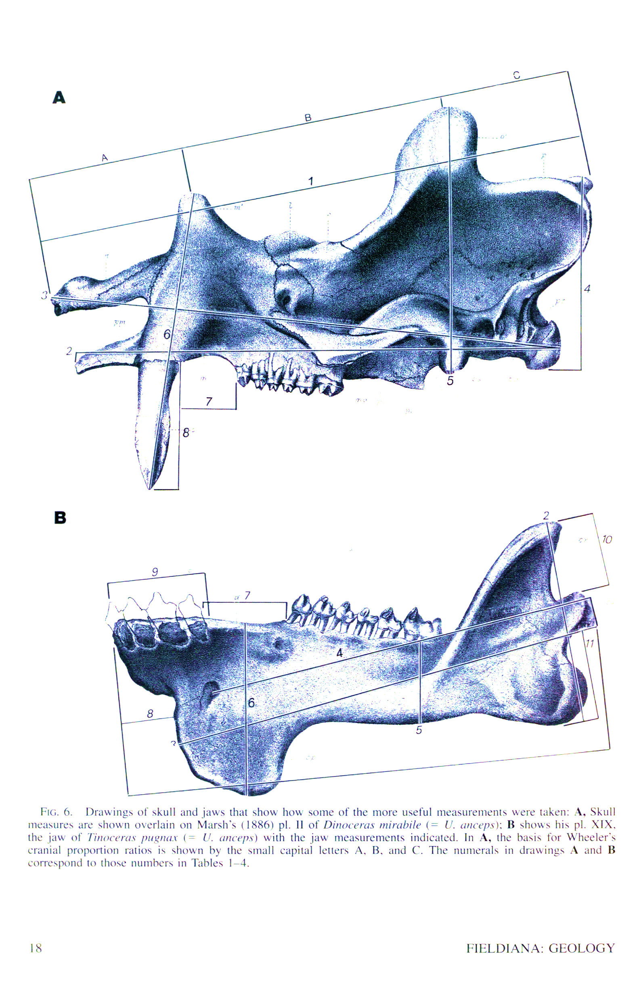 A
C
B
A
o'
p
1
m'
l
3
4
pm
6
2
m
5
7
8
B
2
10
9
7
4
11
6
8
5
FIG. 6. Drawings of skull and jaws that show how some of the more useful measurements were taken: A, Skull
measures are shown overlain on Marsh's (1886) pl. II of Dinoceras mirabile (= U. anceps); B shows his pl. XIX,
the jaw of Tinoceras pugnax (= U. anceps) with the jaw measurements indicated. In A, the basis for Wheeler's
cranial proportion ratios is shown by the small capital letters A, B, and C. The numerals in drawings A and B
correspond to those numbers in Tables 1–4.
18
FIELDIANA: GEOLOGY